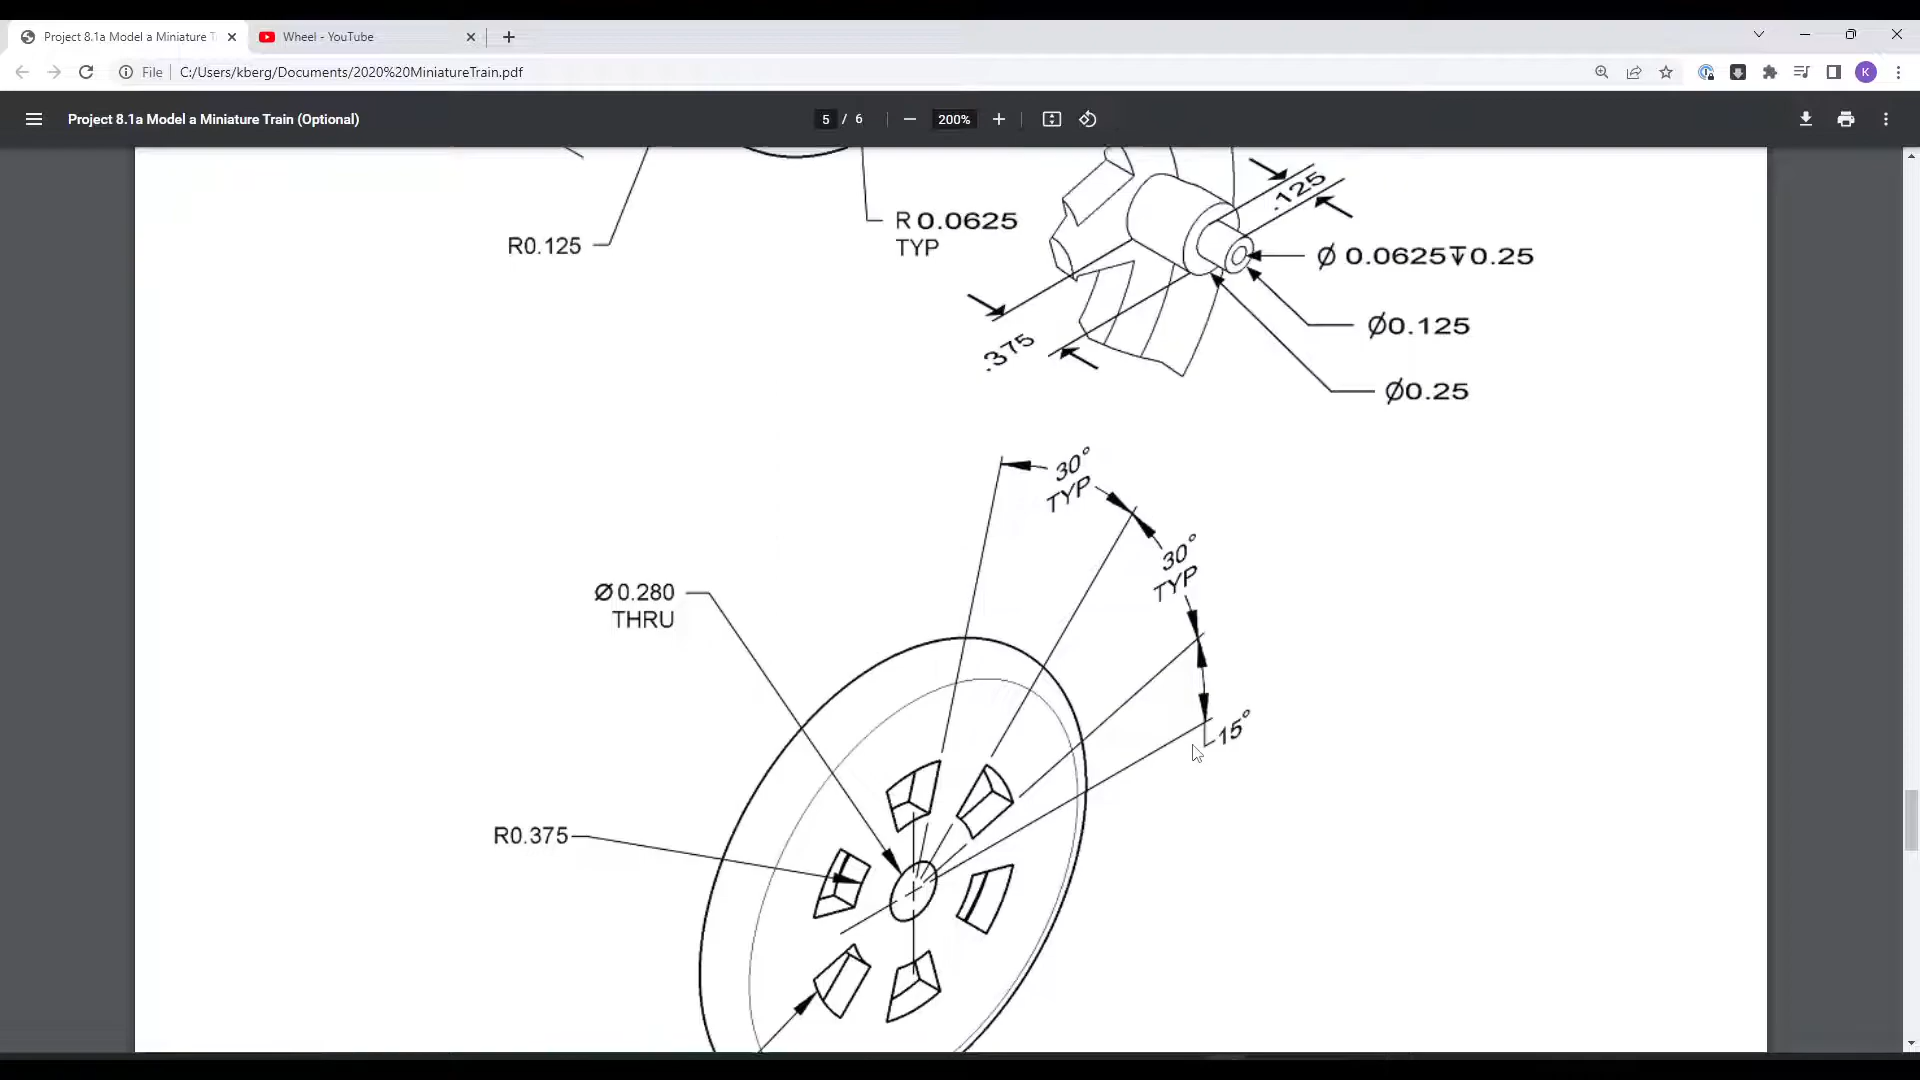 Project 8.1a Model a Miniature T
Wheel - YouTube
File
C:/Users/kberg/Documents/2020%20MiniatureTrain.pdf
K
Project 8.1a Model a Miniature Train (Optional)
5 / 6
200%
.125
R 0.0625
TYP
R0.125
Ø 0.0625↧0.25
Ø0.125
.375
Ø0.25
30°
TYP
30°
TYP
Ø0.280
THRU
15°
R0.375